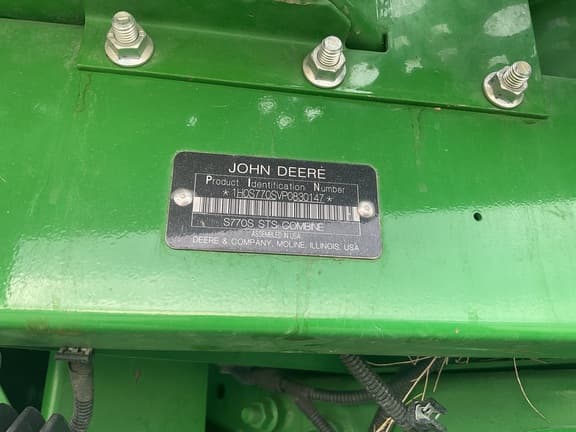 JOHN DEERE
Product Identification Number
*1H0S770SVP0830147*
S770S STS COMBINE
ASSEMBLED IN USA
DEERE & COMPANY, MOLINE, ILLINOIS, USA